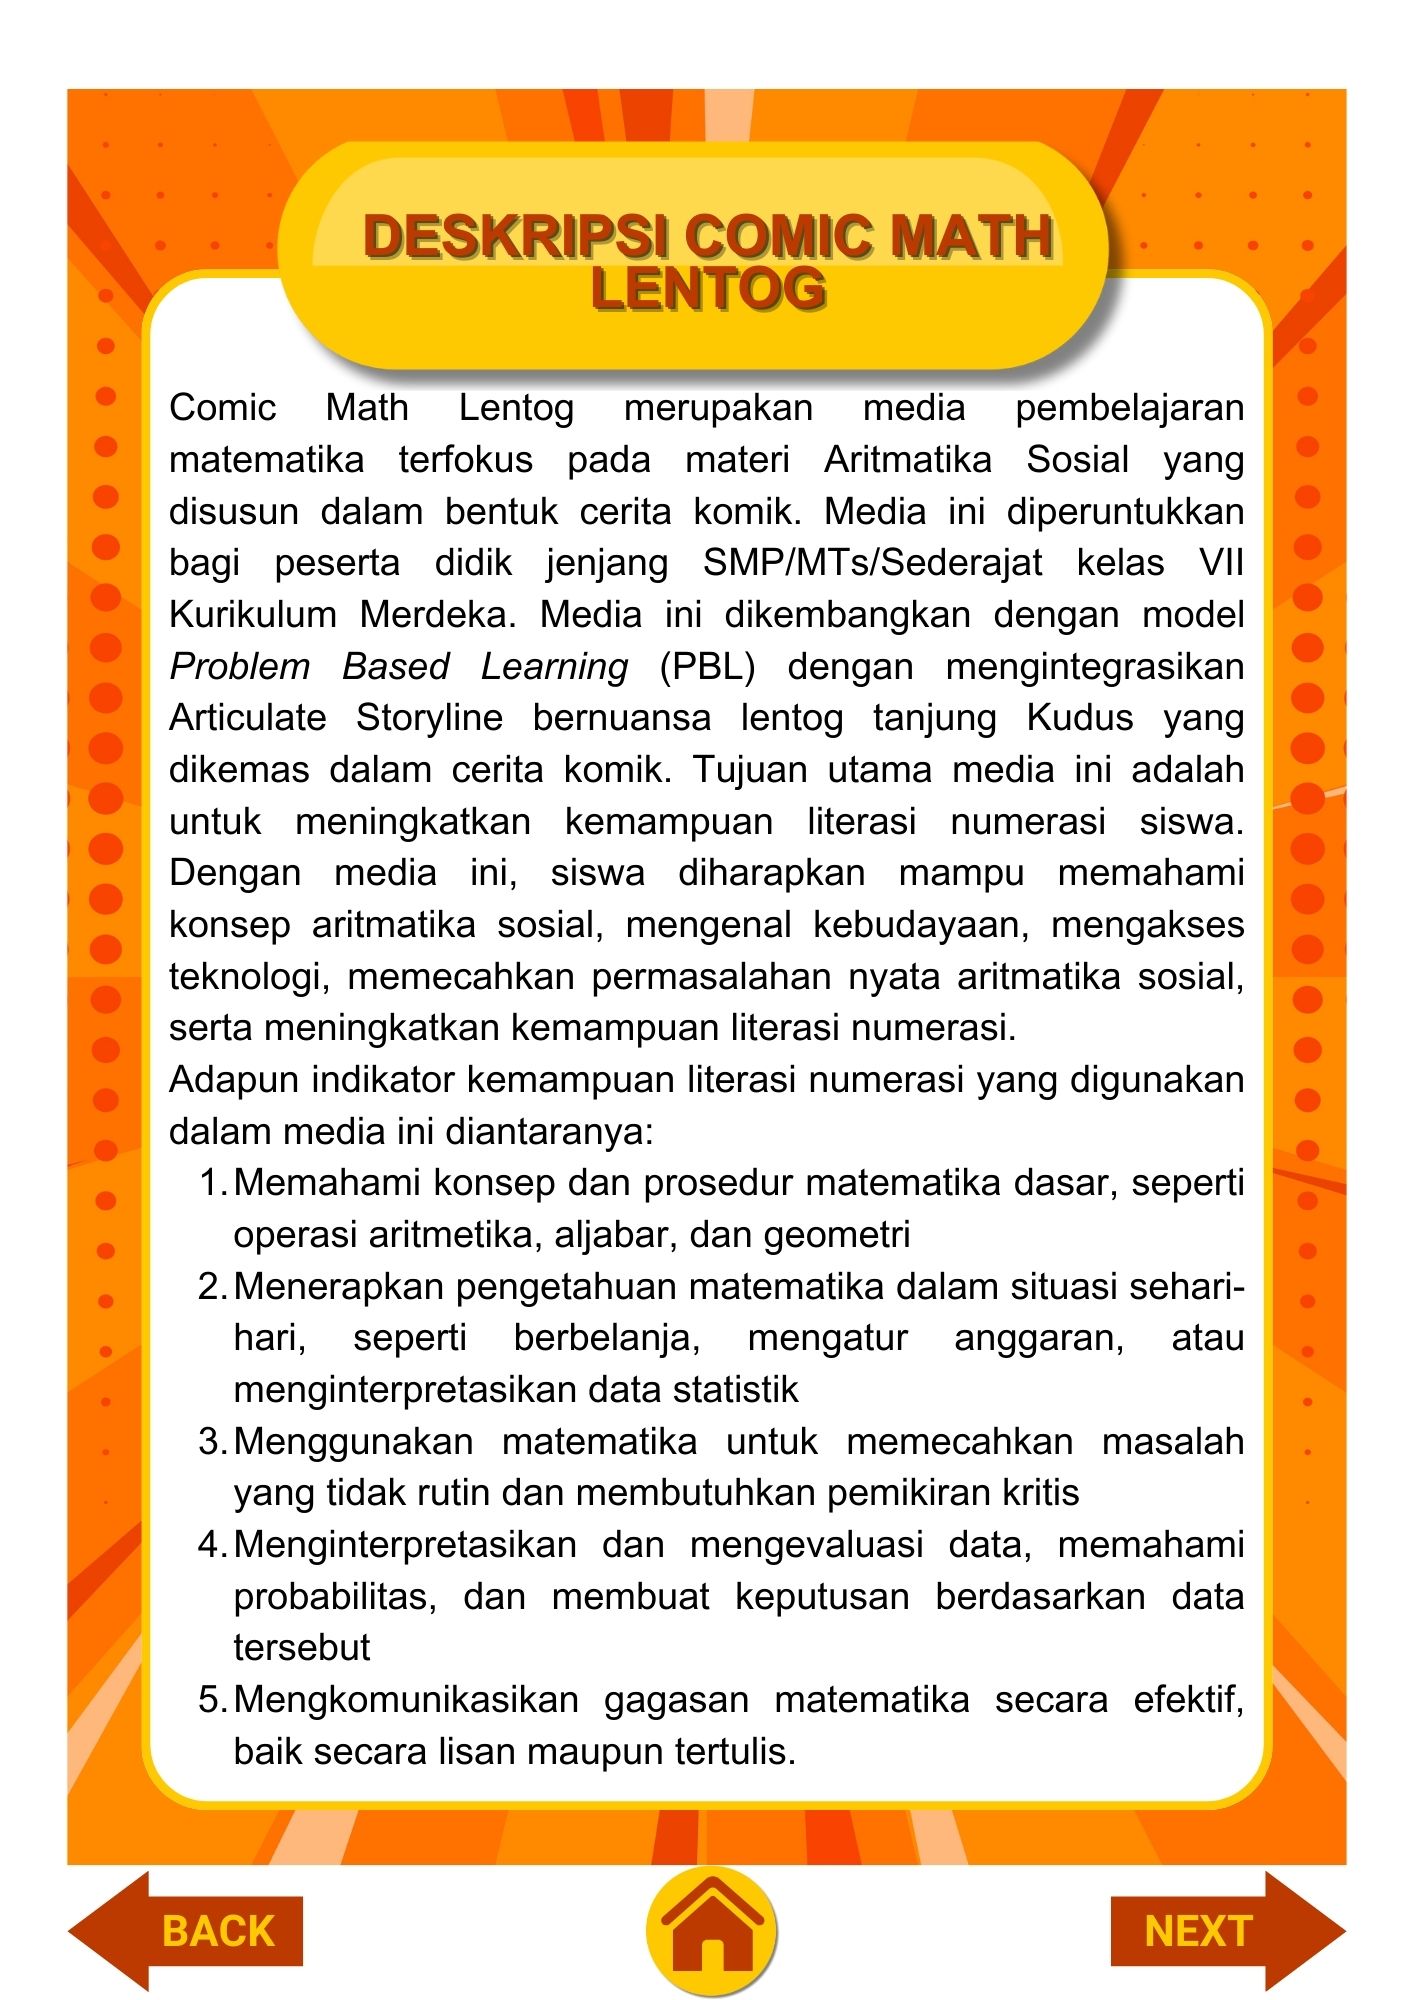 DESKRIPSI COMIC MATH
LENTOG
Comic Math Lentog merupakan media pembelajaran
matematika terfokus pada materi Aritmatika Sosial yang
disusun dalam bentuk cerita komik. Media ini diperuntukkan
bagi peserta didik jenjang SMP/MTs/Sederajat kelas VII
Kurikulum Merdeka. Media ini dikembangkan dengan model
Problem Based Learning (PBL) dengan mengintegrasikan
Articulate Storyline bernuansa lentog tanjung Kudus yang
dikemas dalam cerita komik. Tujuan utama media ini adalah
untuk meningkatkan kemampuan literasi numerasi siswa.
Dengan media ini, siswa diharapkan mampu memahami
konsep aritmatika sosial, mengenal kebudayaan, mengakses
teknologi, memecahkan permasalahan nyata aritmatika sosial,
serta meningkatkan kemampuan literasi numerasi.
Adapun indikator kemampuan literasi numerasi yang digunakan
dalam media ini diantaranya:
1. Memahami konsep dan prosedur matematika dasar, seperti
operasi aritmetika, aljabar, dan geometri
2. Menerapkan pengetahuan matematika dalam situasi sehari-
hari, seperti berbelanja, mengatur anggaran, atau
menginterpretasikan data statistik
3. Menggunakan matematika untuk memecahkan masalah
yang tidak rutin dan membutuhkan pemikiran kritis
4. Menginterpretasikan dan mengevaluasi data, memahami
probabilitas, dan membuat keputusan berdasarkan data
tersebut
5. Mengkomunikasikan gagasan matematika secara efektif,
baik secara lisan maupun tertulis.
BACK
NEXT